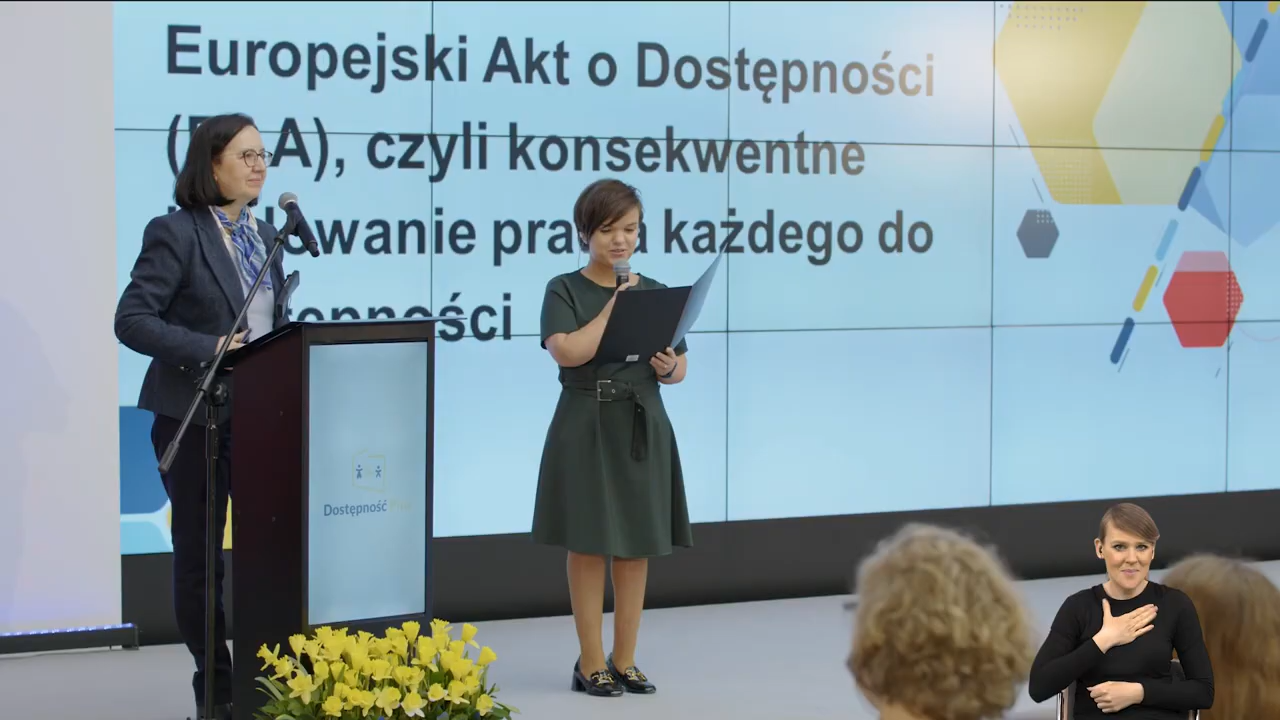 Europejski Akt o Dostępności
czyli konsekwentne
każdego do
Dostępność